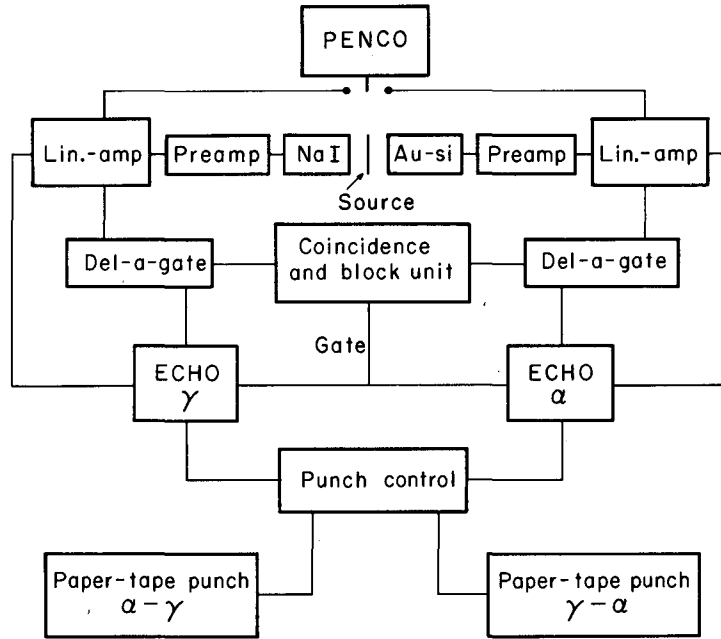 PENCO
Lin.-amp
Preamp
NaI
Au-si
Preamp
Lin.-amp
Source
Del-a-gate
Coincidence
and block unit
Del-a-gate
Gate
ECHO
γ
ECHO
α
Punch control
Paper-tape punch
α-γ
Paper-tape punch
γ-α